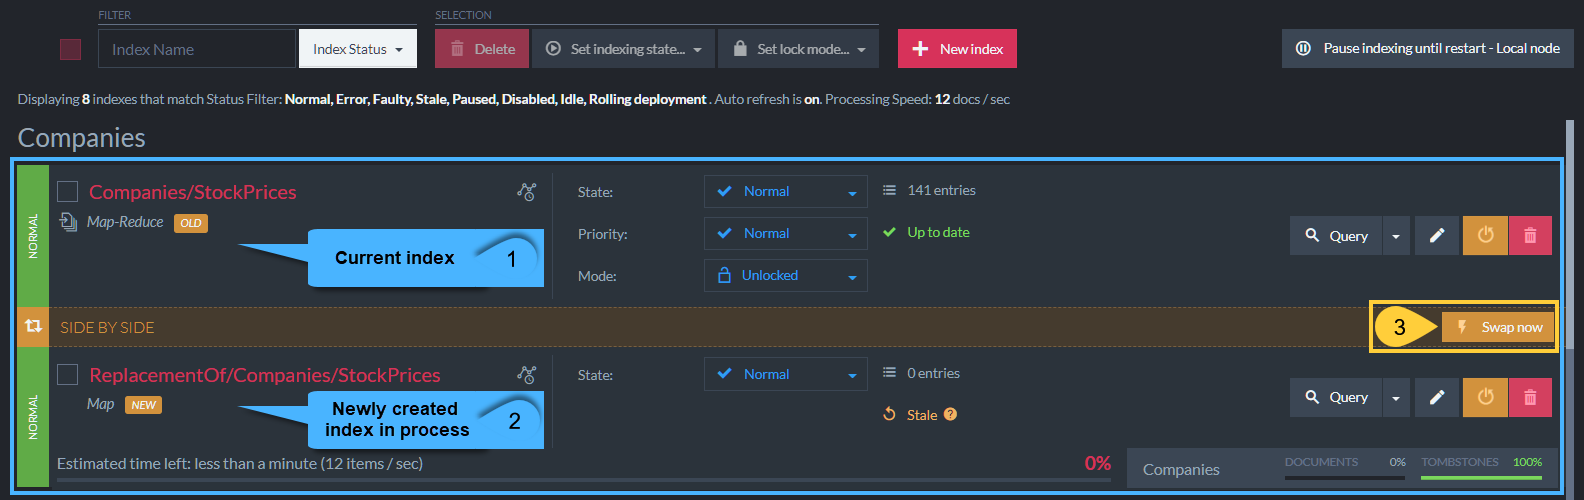 FILTER
SELECTION
Index Name
Index Status
Delete
Set indexing state...
Set lock mode...
New index
Pause indexing until restart - Local node
Displaying 8 indexes that match Status Filter: Normal, Error, Faulty, Stale, Paused, Disabled, Idle, Rolling deployment . Auto refresh is on. Processing Speed: 12 docs / sec
Companies
NORMAL
Companies/StockPrices
Map-Reduce OLD
Current index 1
State: Normal
Priority: Normal
Mode: Unlocked
141 entries
Up to date
Query
SIDE BY SIDE
3 Swap now
NORMAL
ReplacementOf/Companies/StockPrices
Map NEW
Newly created
index in process 2
State: Normal
0 entries
Stale ?
Query
Estimated time left: less than a minute (12 items / sec) 0%
Companies
DOCUMENTS 0%
TOMBSTONES 100%